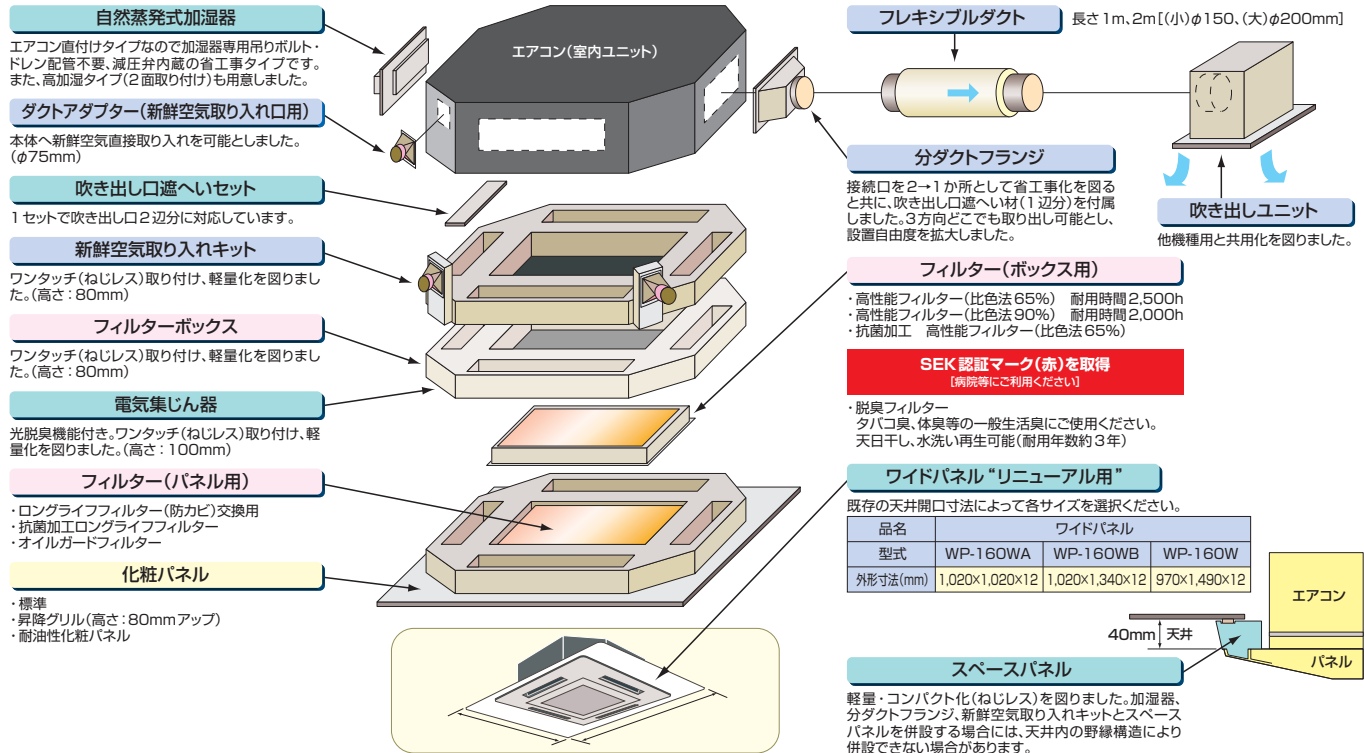 自然蒸発式加湿器
エアコン直付けタイプなので加湿器専用吊りボルト・
ドレン配管不要、減圧弁内蔵の省工事タイプです。
また、高加湿タイプ(2面取り付け)も用意しました。
ダクトアダプター(新鮮空気取り入れ口用)
本体へ新鮮空気直接取り入れを可能としました。
(φ75mm)
吹き出し口遮へいセット
1セットで吹き出し口2辺分に対応しています。
新鮮空気取り入れキット
ワンタッチ(ねじレス)取り付け、軽量化を図りまし
た。(高さ:80mm)
フィルターボックス
ワンタッチ(ねじレス)取り付け、軽量化を図りまし
た。(高さ:80mm)
電気集じん器
光脱臭機能付き。ワンタッチ(ねじレス)取り付け、軽
量化を図りました。(高さ:100mm)
フィルター(パネル用)
・ロングライフフィルター(防カビ)交換用
・抗菌加工ロングライフフィルター
・オイルガードフィルター
化粧パネル
・標準
・昇降グリル(高さ:80mmアップ)
・耐油性化粧パネル
エアコン(室内ユニット)
フレキシブルダクト 長さ1m、2m[(小)φ150、(大)φ200mm]
分ダクトフランジ
接続口を2→1か所として省工事化を図る
と共に、吹き出し口遮へい材(1辺分)を付属
しました。3方向どこでも取り出し可能とし、
設置自由度を拡大しました。
吹き出しユニット
他機種用と共用化を図りました。
フィルター(ボックス用)
・高性能フィルター(比色法65%) 耐用時間2,500h
・高性能フィルター(比色法90%) 耐用時間2,000h
・抗菌加工 高性能フィルター(比色法65%)
SEK認証マーク(赤)を取得
[病院等にご利用ください]
・脱臭フィルター
タバコ臭、体臭等の一般生活臭にご使用ください。
天日干し、水洗い再生可能(耐用年数約3年)
ワイドパネル“リニューアル用”
既存の天井開口寸法によって各サイズを選択ください。
品名 ワイドパネル
型式 WP-160WA WP-160WB WP-160W
外形寸法(mm) 1,020×1,020×12 1,020×1,340×12 970×1,490×12
エアコン
40mm 天井
パネル
スペースパネル
軽量・コンパクト化(ねじレス)を図りました。加湿器、
分ダクトフランジ、新鮮空気取り入れキットとスペース
パネルを併設する場合には、天井内の野縁構造により
併設できない場合があります。